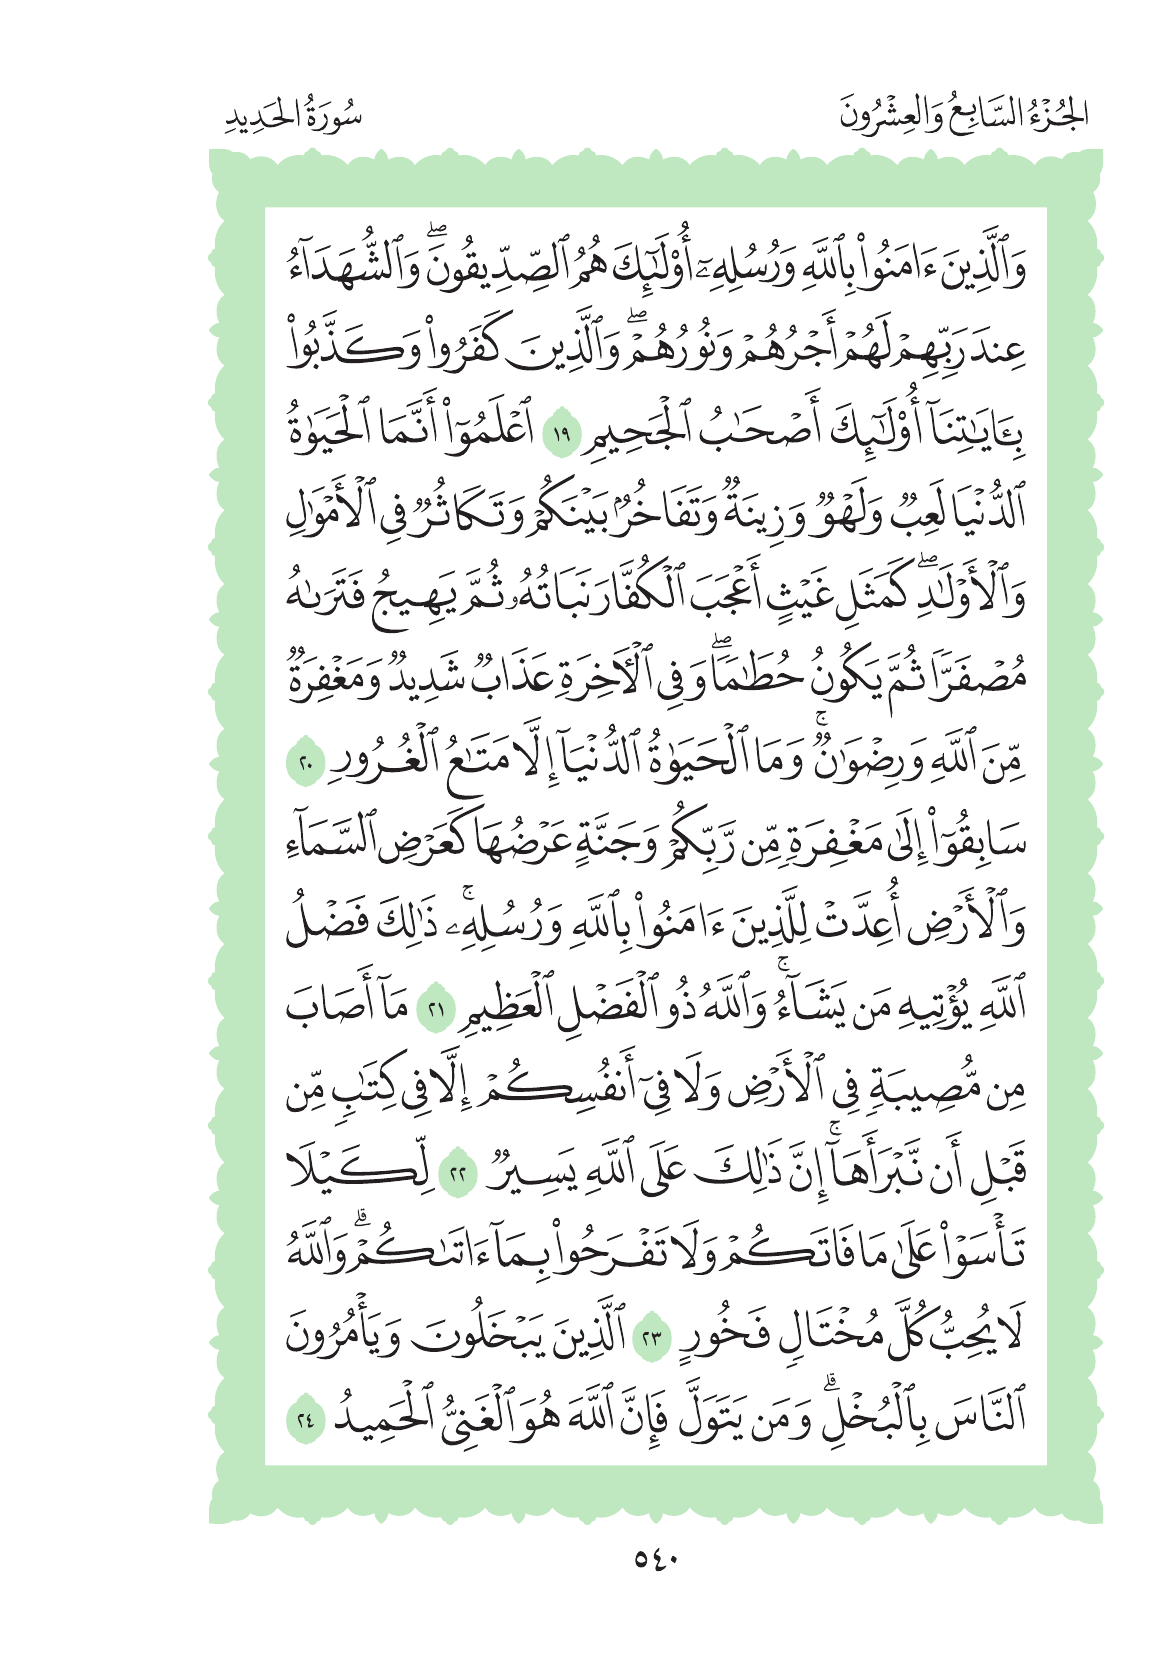 الجُزْءُ السَّابِعُ وَالعِشْرُونَ
سُورَةُ الحَدِيدِ
وَٱلَّذِينَ ءَامَنُوا۟ بِٱللَّهِ وَرُسُلِهِۦٓ أُو۟لَـٰٓئِكَ هُمُ ٱلصِّدِّيقُونَ ۖ وَٱلشُّهَدَآءُ
عِندَ رَبِّهِمْ لَهُمْ أَجْرُهُمْ وَنُورُهُمْ ۖ وَٱلَّذِينَ كَفَرُوا۟ وَكَذَّبُوا۟
بِـَٔايَـٰتِنَآ أُو۟لَـٰٓئِكَ أَصْحَـٰبُ ٱلْجَحِيمِ ١٩ ٱعْلَمُوٓا۟ أَنَّمَا ٱلْحَيَوٰةُ
ٱلدُّنْيَا لَعِبٌ وَلَهْوٌ وَزِينَةٌ وَتَفَاخُرٌۢ بَيْنَكُمْ وَتَكَاثُرٌ فِى ٱلْأَمْوَٰلِ
وَٱلْأَوْلَـٰدِ ۖ كَمَثَلِ غَيْثٍ أَعْجَبَ ٱلْكُفَّارَ نَبَاتُهُۥ ثُمَّ يَهِيجُ فَتَرَىٰهُ
مُصْفَرًّا ثُمَّ يَكُونُ حُطَـٰمًا ۖ وَفِى ٱلْـَٔاخِرَةِ عَذَابٌ شَدِيدٌ وَمَغْفِرَةٌ
مِّنَ ٱللَّهِ وَرِضْوَٰنٌ ۚ وَمَا ٱلْحَيَوٰةُ ٱلدُّنْيَآ إِلَّا مَتَـٰعُ ٱلْغُرُورِ ٢٠
سَابِقُوٓا۟ إِلَىٰ مَغْفِرَةٍ مِّن رَّبِّكُمْ وَجَنَّةٍ عَرْضُهَا كَعَرْضِ ٱلسَّمَآءِ
وَٱلْأَرْضِ أُعِدَّتْ لِلَّذِينَ ءَامَنُوا۟ بِٱللَّهِ وَرُسُلِهِۦ ۚ ذَٰلِكَ فَضْلُ
ٱللَّهِ يُؤْتِيهِ مَن يَشَآءُ ۚ وَٱللَّهُ ذُو ٱلْفَضْلِ ٱلْعَظِيمِ ٢١ مَآ أَصَابَ
مِن مُّصِيبَةٍ فِى ٱلْأَرْضِ وَلَا فِىٓ أَنفُسِكُمْ إِلَّا فِى كِتَـٰبٍ مِّن
قَبْلِ أَن نَّبْرَأَهَآ ۚ إِنَّ ذَٰلِكَ عَلَى ٱللَّهِ يَسِيرٌ ٢٢ لِّكَيْلَا
تَأْسَوْا۟ عَلَىٰ مَا فَاتَكُمْ وَلَا تَفْرَحُوا۟ بِمَآ ءَاتَىٰكُمْ ۗ وَٱللَّهُ
لَا يُحِبُّ كُلَّ مُخْتَالٍ فَخُورٍ ٢٣ ٱلَّذِينَ يَبْخَلُونَ وَيَأْمُرُونَ
ٱلنَّاسَ بِٱلْبُخْلِ ۗ وَمَن يَتَوَلَّ فَإِنَّ ٱللَّهَ هُوَ ٱلْغَنِىُّ ٱلْحَمِيدُ ٢٤
٥٤٠